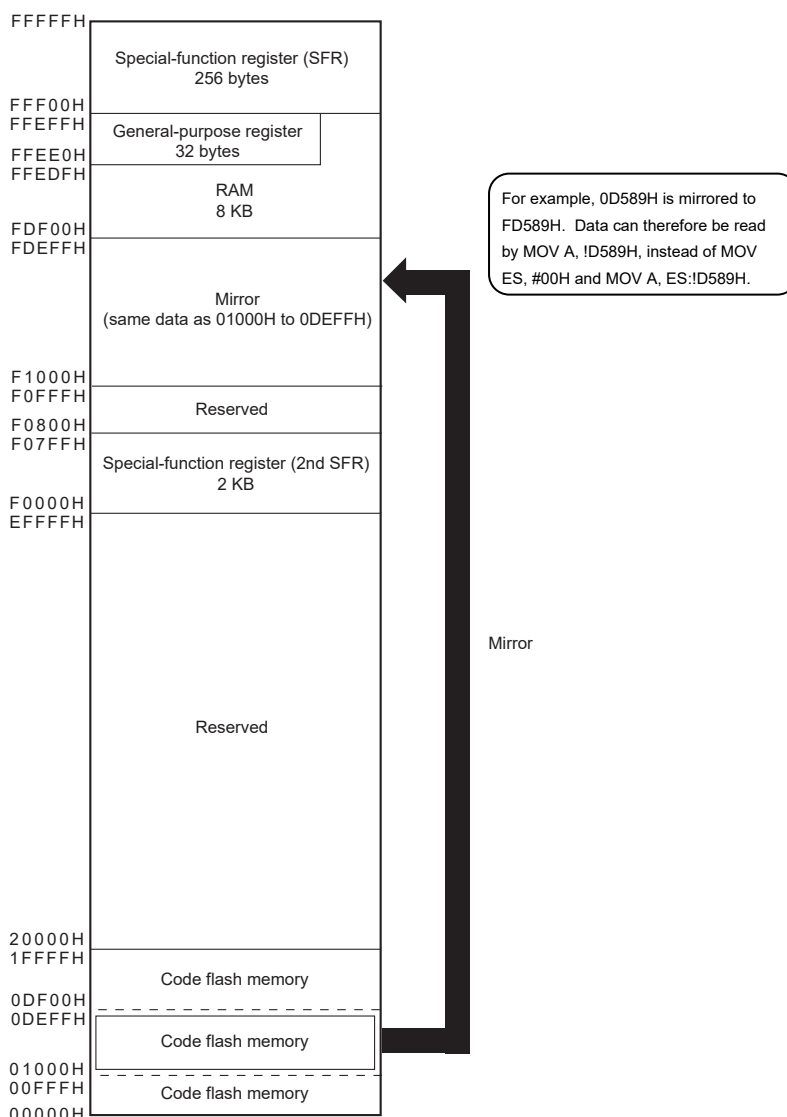 FFFFFH
Special-function register (SFR)
256 bytes
FFF00H
FFEFFH
General-purpose register
32 bytes
FFEE0H
FFEDFH
RAM
8 KB
FDF00H
FDEFFH
Mirror
(same data as 01000H to 0DEFFH)
F1000H
F0FFFH
Reserved
F0800H
F07FFH
Special-function register (2nd SFR)
2 KB
F0000H
EFFFFH
Reserved
20000H
1FFFFH
Code flash memory
0DF00H
0DEFFH
Code flash memory
01000H
00FFFH
Code flash memory
00000H
For example, 0D589H is mirrored to
FD589H. Data can therefore be read
by MOV A, !D589H, instead of MOV
ES, #00H and MOV A, ES:!D589H.
Mirror